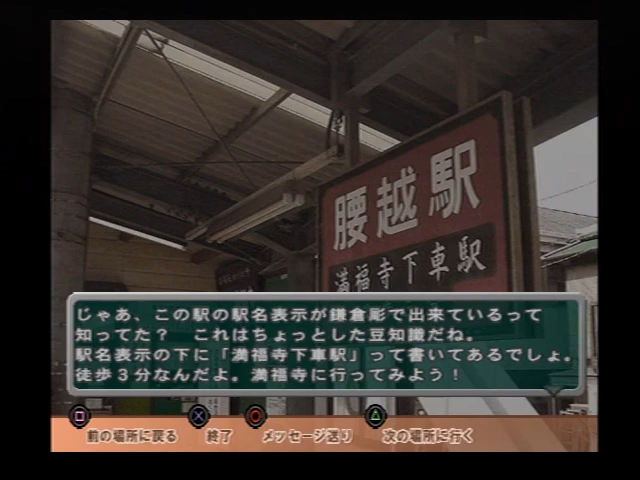 腰越駅
満福寺下車駅
じゃあ、この駅の駅名表示が鎌倉彫で出来ているって
知ってた？　これはちょっとした豆知識だね。
駅名表示の下に「満福寺下車駅」って書いてあるでしょ。
徒歩３分なんだよ。満福寺に行ってみよう！
前の場所に戻る　終了　メッセージ送り　次の場所に行く